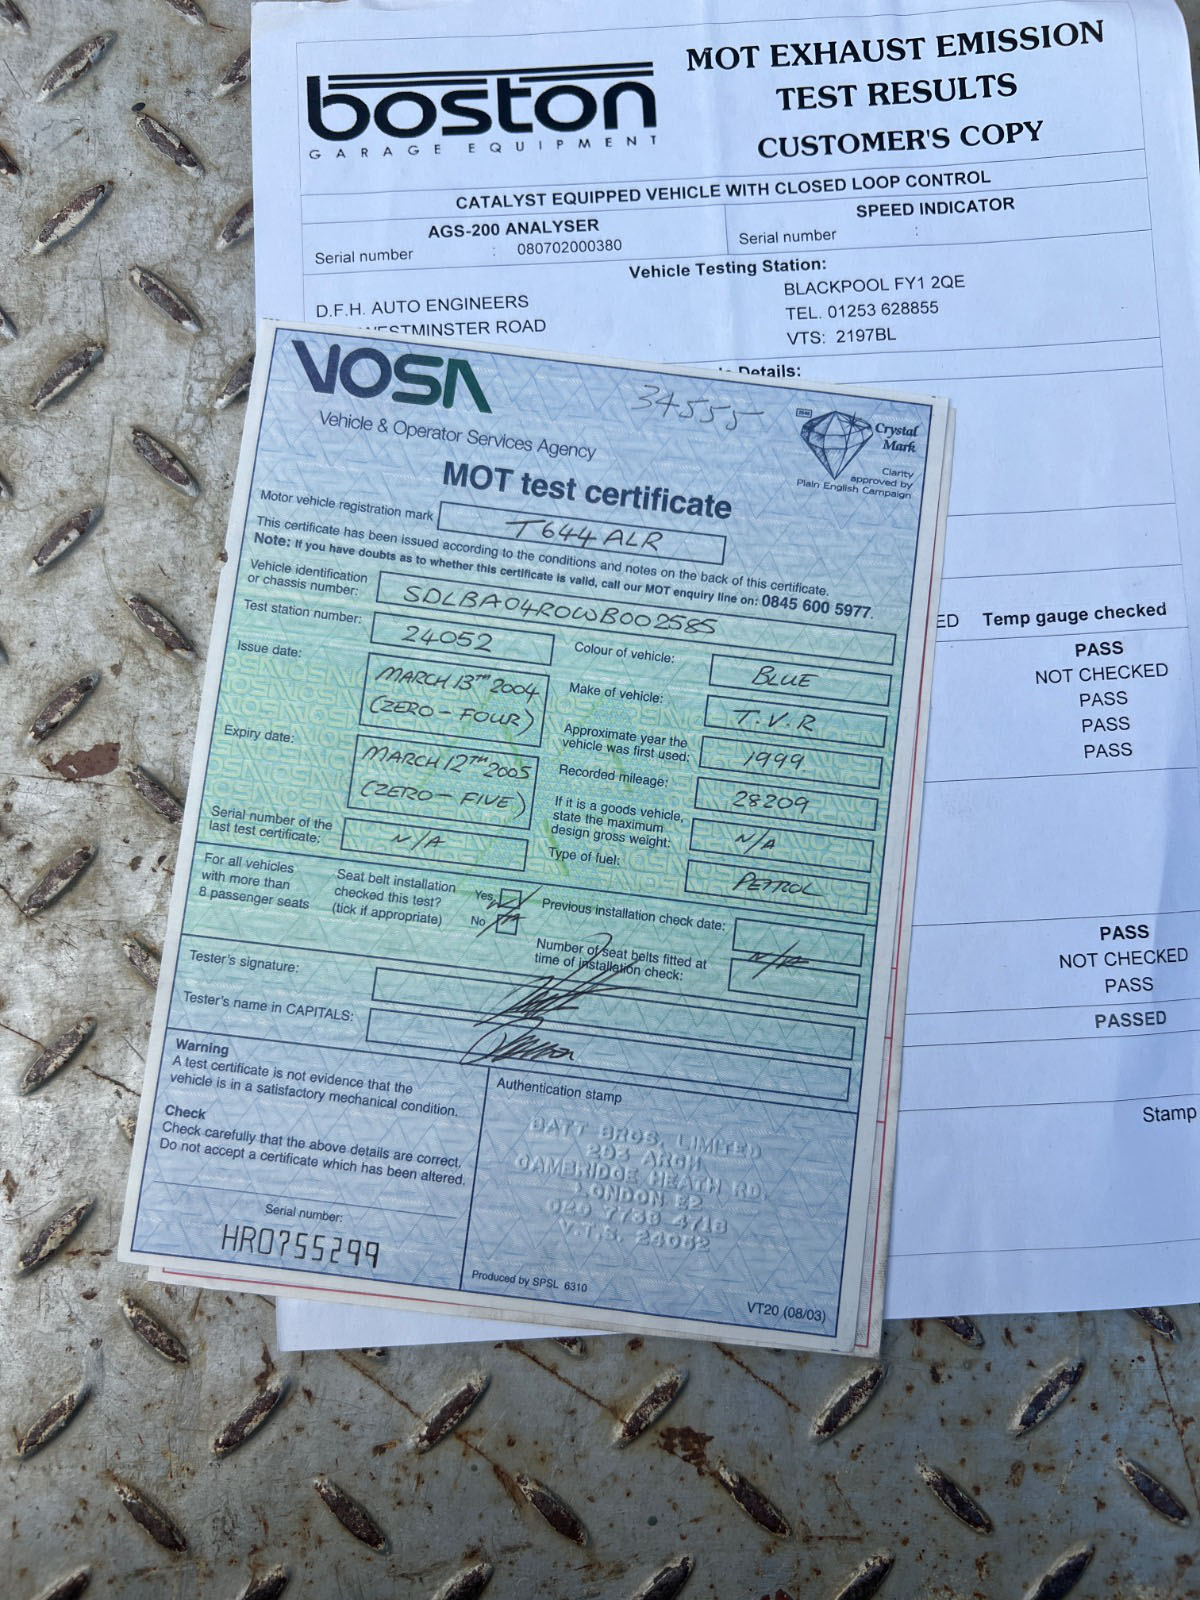 boston
GARAGE EQUIPMENT
MOT EXHAUST EMISSION
TEST RESULTS
CUSTOMER'S COPY
CATALYST EQUIPPED VEHICLE WITH CLOSED LOOP CONTROL
AGS-200 ANALYSER
Serial number : 080702000380
SPEED INDICATOR
Serial number :
Vehicle Testing Station:
D.F.H. AUTO ENGINEERS
WESTMINSTER ROAD
BLACKPOOL FY1 2QE
TEL. 01253 628855
VTS: 2197BL
Details:
Temp gauge checked
PASS
NOT CHECKED
PASS
PASS
PASS
PASS
NOT CHECKED
PASS
PASSED
Stamp
VOSA
Vehicle & Operator Services Agency
34555
Crystal
Mark
Clarity
approved by
Plain English Campaign
MOT test certificate
Motor vehicle registration mark T644ALR
This certificate has been issued according to the conditions and notes on the back of this certificate.
Note: If you have doubts as to whether this certificate is valid, call our MOT enquiry line on: 0845 600 5977.
Vehicle identification
or chassis number: SDLBA04R0WB002585
Test station number: 24052
Colour of vehicle: BLUE
Issue date: MARCH 13TH 2004
(ZERO-FOUR)
Make of vehicle: T.V.R
Approximate year the
vehicle was first used: 1999
Expiry date: MARCH 12TH 2005
(ZERO-FIVE)
Recorded mileage: 28209
If it is a goods vehicle,
state the maximum
design gross weight: N/A
Serial number of the
last test certificate: N/A
Type of fuel: PETROL
For all vehicles
with more than
8 passenger seats
Seat belt installation
checked this test?
(tick if appropriate)
Yes
No
Previous installation check date:
Number of seat belts fitted at
time of installation check:
N/A
Tester's signature:
Tester's name in CAPITALS:
Warning
A test certificate is not evidence that the
vehicle is in a satisfactory mechanical condition.
Check
Check carefully that the above details are correct.
Do not accept a certificate which has been altered.
Serial number:
HR0755299
Authentication stamp
BATT BROS. LIMITED
203 ARCH
CAMBRIDGE HEATH RD.
LONDON E2
020 7739 4718
V.T.S. 24052
Produced by SPSL 6310
VT20 (08/03)